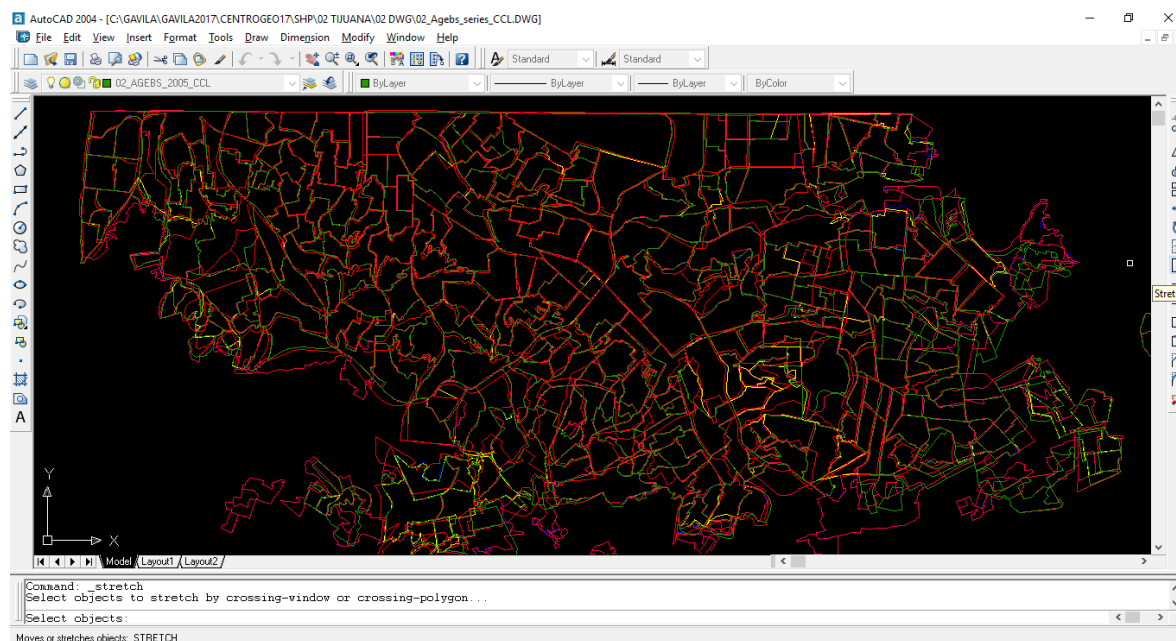 AutoCAD 2004 - [C:\GAVILA\GAVILA2017\CENTROGEO17\SHP\02 TIJUANA\02 DWG\02_Agebs_series_CCL.DWG]
File Edit View Insert Format Tools Draw Dimension Modify Window Help
Standard Standard
02_AGEBS_2005_CCL ByLayer ByLayer ByLayer ByColor
A
Stret
Y
X
Model Layout1 Layout2
Command: _stretch
Select objects to stretch by crossing-window or crossing-polygon...
Select objects:
Moves or stretches objects: STRETCH